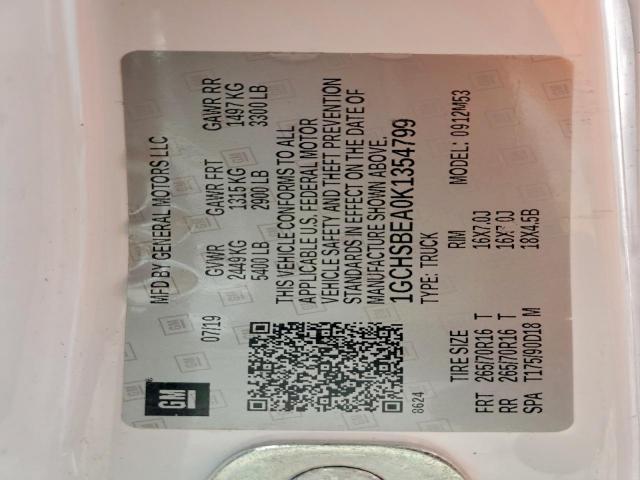 MFD BY GENERAL MOTORS LLC
07/19 GVWR GAWR FRT GAWR RR
2449 KG 1315 KG 1497 KG
5400 LB 2900 LB 3300 LB
THIS VEHICLE CONFORMS TO ALL
APPLICABLE U.S. FEDERAL MOTOR
VEHICLE SAFETY AND THEFT PREVENTION
STANDARDS IN EFFECT ON THE DATE OF
MANUFACTURE SHOWN ABOVE.
1GCHSBEA0K1354799
8624 TYPE: TRUCK MODEL: 0912M53
TIRE SIZE RIM
FRT 265/70R16 T 16X7.0J
RR 265/70R16 T 16X7.0J
SPA T175/90D18 M 18X4.5B
GM